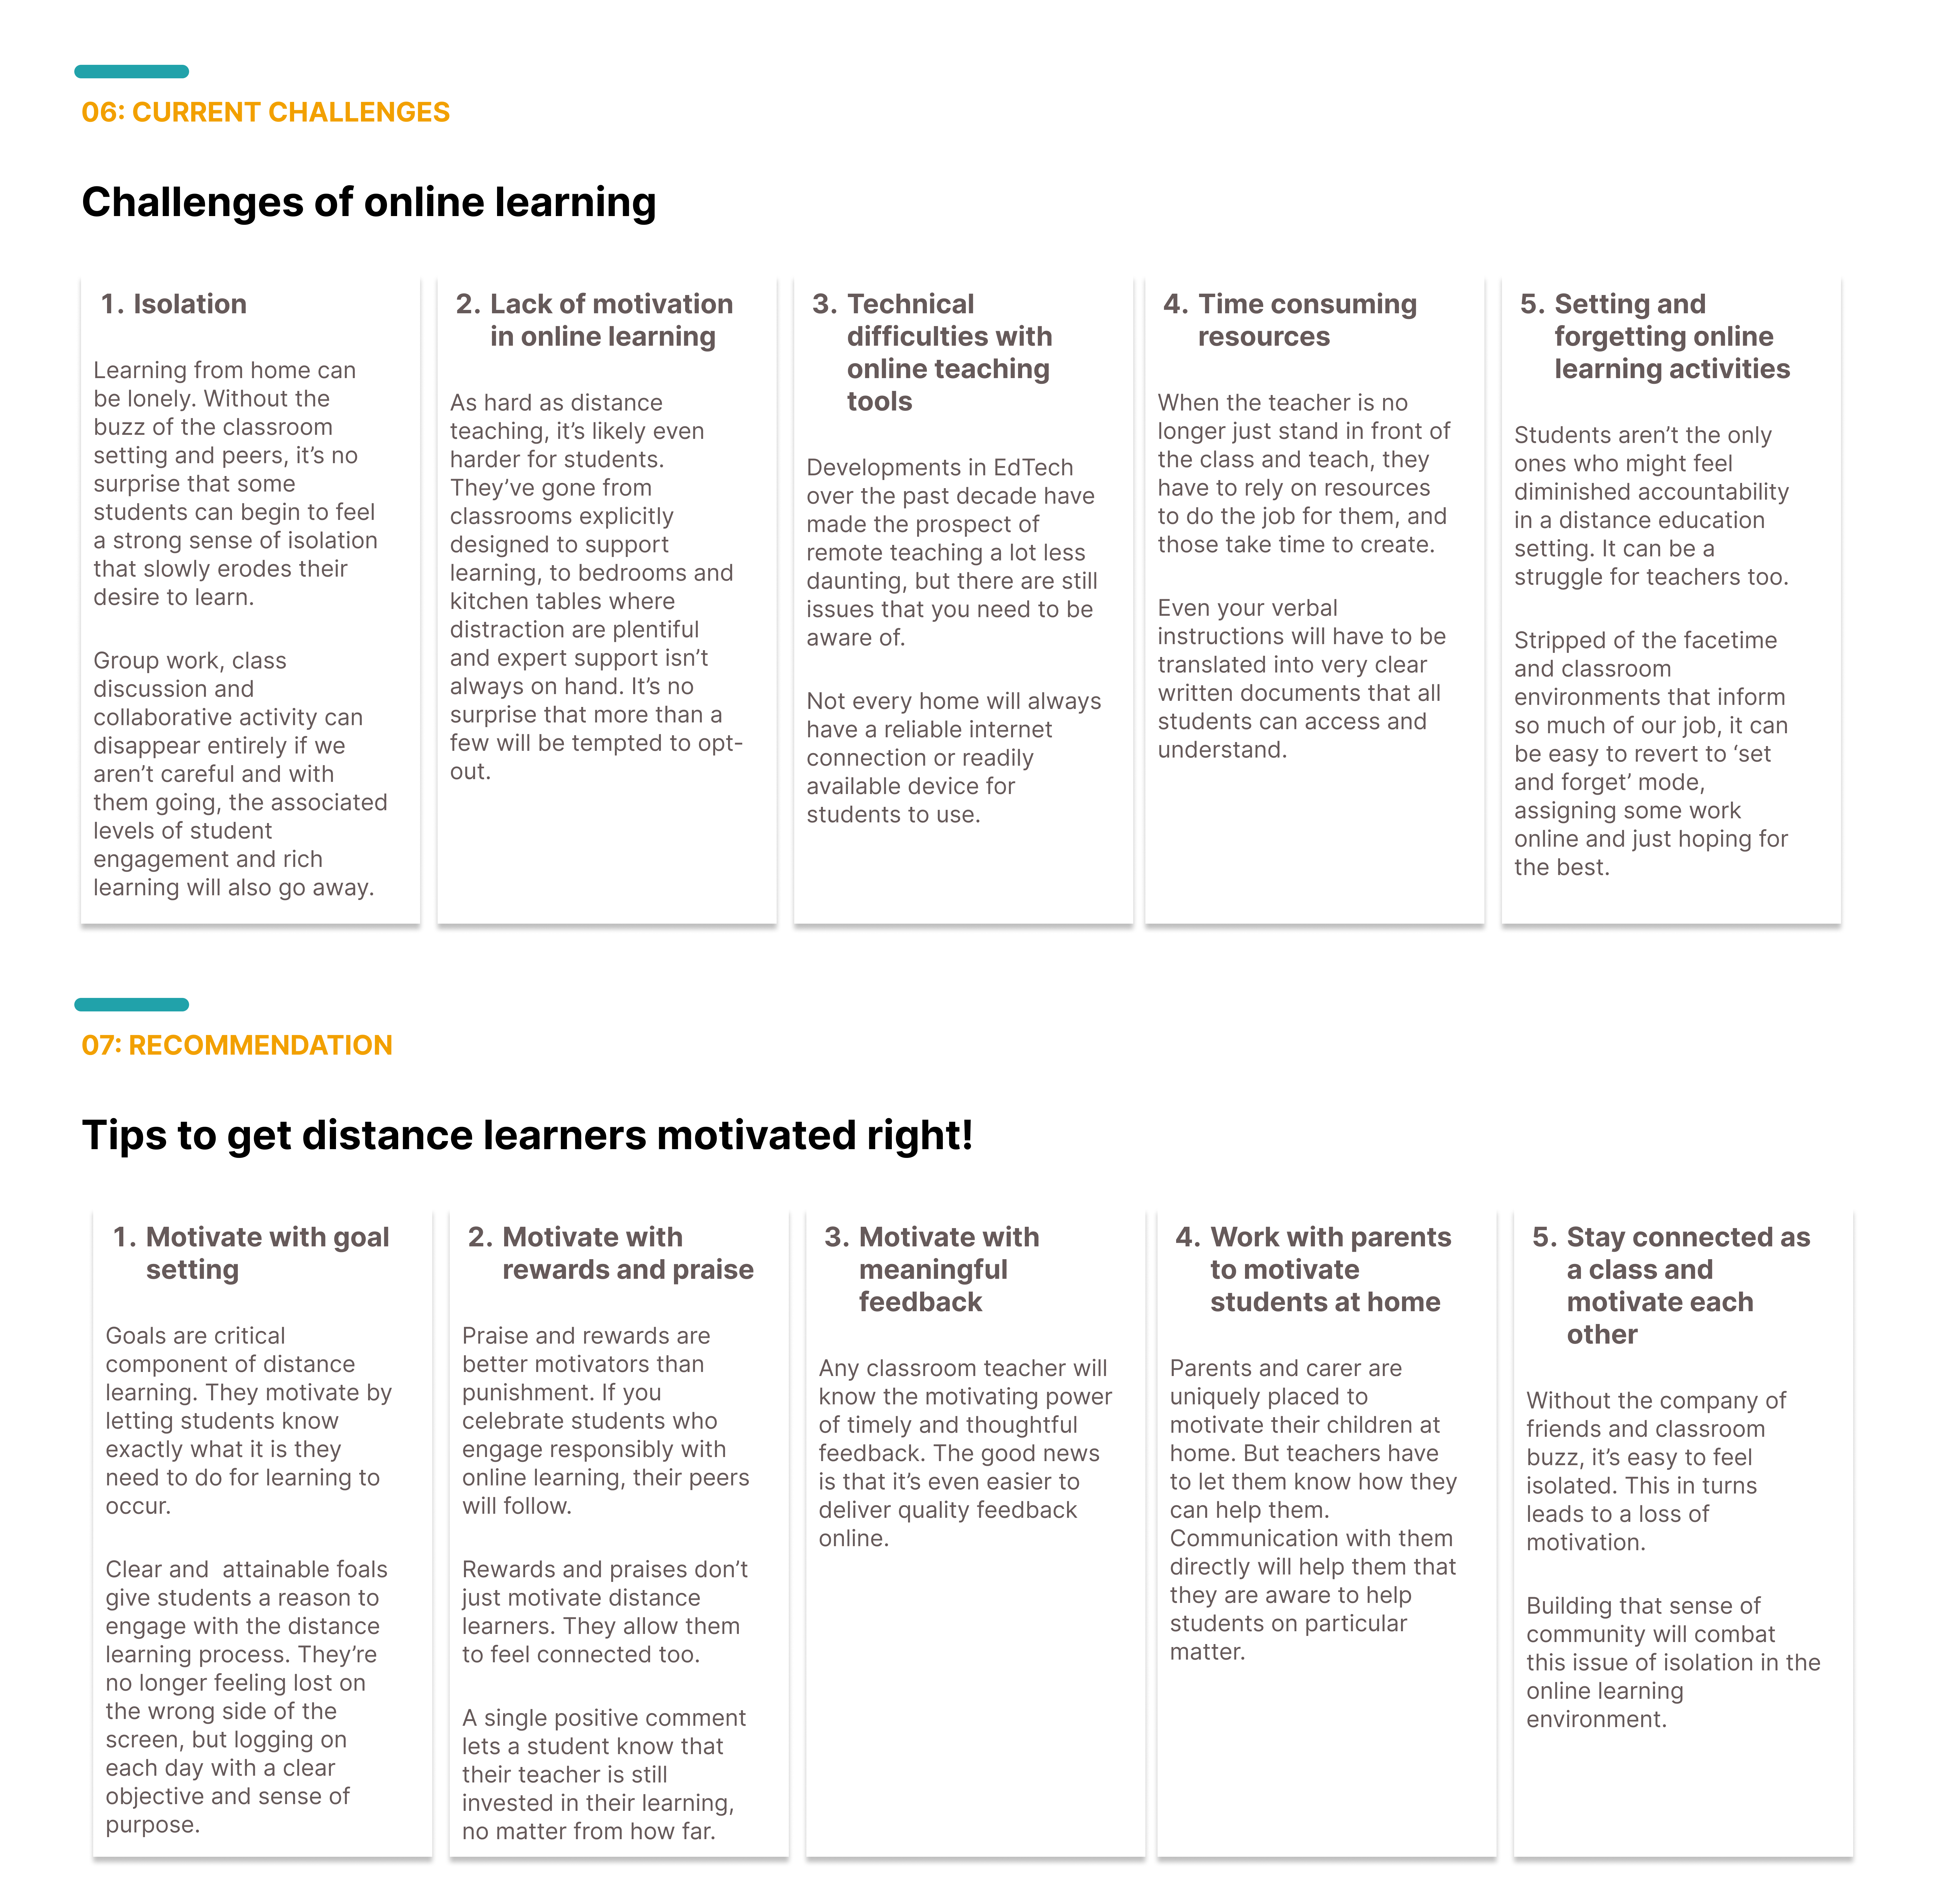 06: CURRENT CHALLENGES
Challenges of online learning
1. Isolation
Learning from home can
be lonely. Without the
buzz of the classroom
setting and peers, it’s no
surprise that some
students can begin to feel
a strong sense of isolation
that slowly erodes their
desire to learn.
Group work, class
discussion and
collaborative activity can
disappear entirely if we
aren’t careful and with
them going, the associated
levels of student
engagement and rich
learning will also go away.
2. Lack of motivation
in online learning
As hard as distance
teaching, it’s likely even
harder for students.
They’ve gone from
classrooms explicitly
designed to support
learning, to bedrooms and
kitchen tables where
distraction are plentiful
and expert support isn’t
always on hand. It’s no
surprise that more than a
few will be tempted to opt-
out.
3. Technical
difficulties with
online teaching
tools
Developments in EdTech
over the past decade have
made the prospect of
remote teaching a lot less
daunting, but there are still
issues that you need to be
aware of.
Not every home will always
have a reliable internet
connection or readily
available device for
students to use.
4. Time consuming
resources
When the teacher is no
longer just stand in front of
the class and teach, they
have to rely on resources
to do the job for them, and
those take time to create.
Even your verbal
instructions will have to be
translated into very clear
written documents that all
students can access and
understand.
5. Setting and
forgetting online
learning activities
Students aren’t the only
ones who might feel
diminished accountability
in a distance education
setting. It can be a
struggle for teachers too.
Stripped of the facetime
and classroom
environments that inform
so much of our job, it can
be easy to revert to ‘set
and forget’ mode,
assigning some work
online and just hoping for
the best.
07: RECOMMENDATION
Tips to get distance learners motivated right!
1. Motivate with goal
setting
Goals are critical
component of distance
learning. They motivate by
letting students know
exactly what it is they
need to do for learning to
occur.
Clear and  attainable foals
give students a reason to
engage with the distance
learning process. They’re
no longer feeling lost on
the wrong side of the
screen, but logging on
each day with a clear
objective and sense of
purpose.
2. Motivate with
rewards and praise
Praise and rewards are
better motivators than
punishment. If you
celebrate students who
engage responsibly with
online learning, their peers
will follow.
Rewards and praises don’t
just motivate distance
learners. They allow them
to feel connected too.
A single positive comment
lets a student know that
their teacher is still
invested in their learning,
no matter from how far.
3. Motivate with
meaningful
feedback
Any classroom teacher will
know the motivating power
of timely and thoughtful
feedback. The good news
is that it’s even easier to
deliver quality feedback
online.
4. Work with parents
to motivate
students at home
Parents and carer are
uniquely placed to
motivate their children at
home. But teachers have
to let them know how they
can help them.
Communication with them
directly will help them that
they are aware to help
students on particular
matter.
5. Stay connected as
a class and
motivate each
other
Without the company of
friends and classroom
buzz, it’s easy to feel
isolated. This in turns
leads to a loss of
motivation.
Building that sense of
community will combat
this issue of isolation in the
online learning
environment.